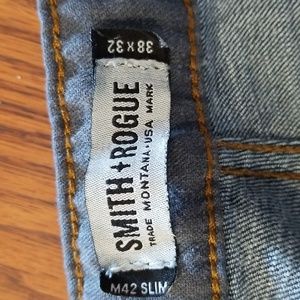 38 x 32
SMITH + ROGUE
TRADE MONTANA • USA MARK
M42 SLIM